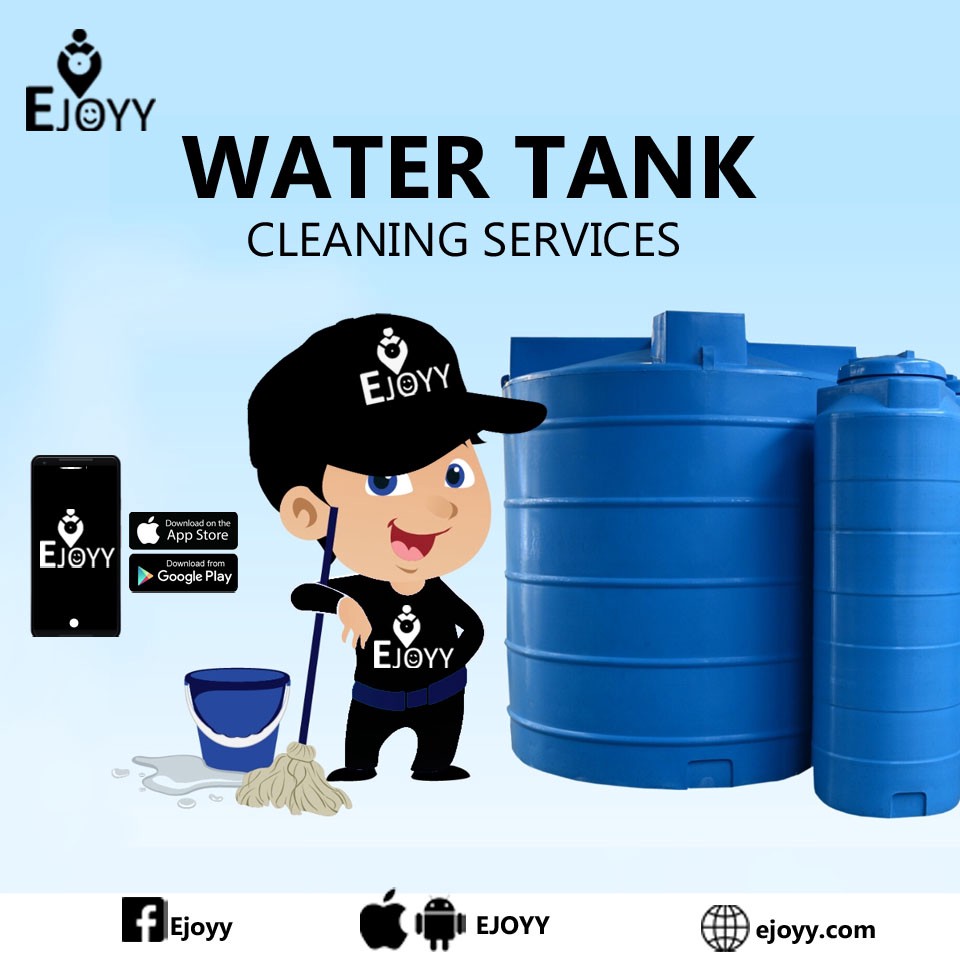 EJOYY
WATER TANK
CLEANING SERVICES
EJOYY
EJOYY
Download on the
App Store
Download from
Google Play
EJOYY
Ejoyy
EJOYY
ejoyy.com